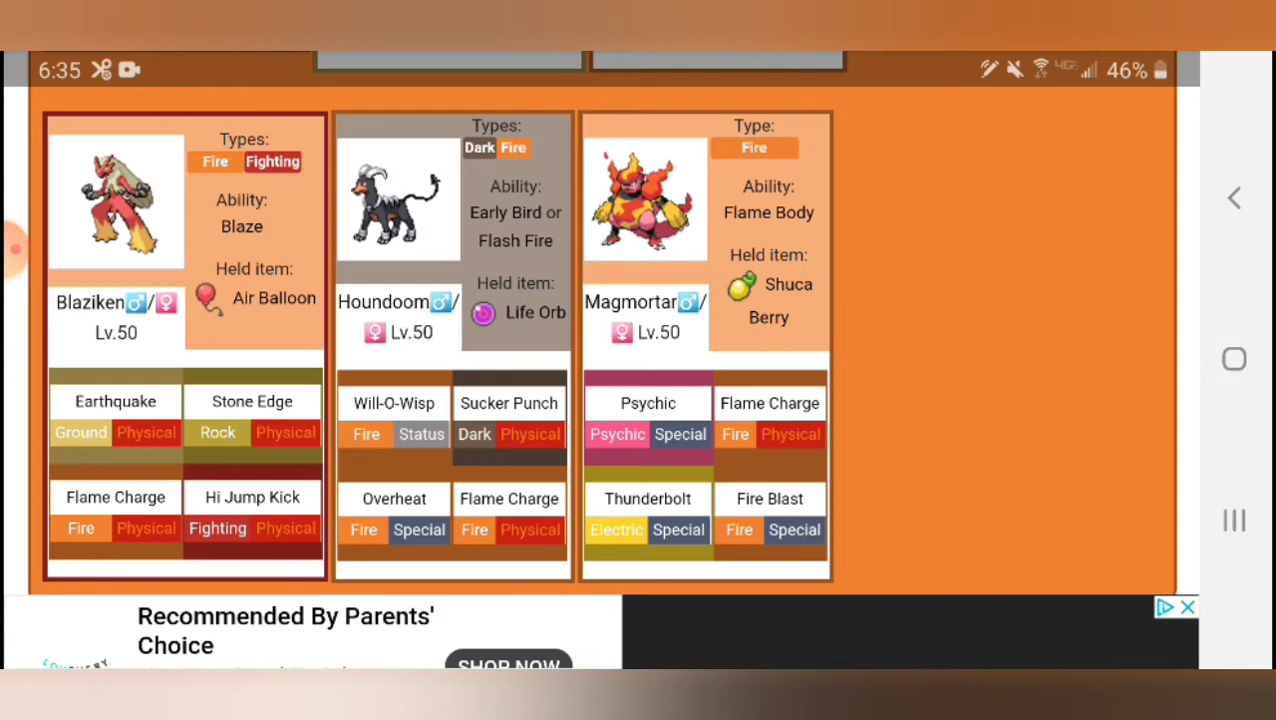 6:35
4G
46%
Types:
Fire Fighting
Ability:
Blaze
Held item:
Air Balloon
Blaziken♂/♀
Lv.50
Earthquake
Ground Physical
Stone Edge
Rock Physical
Flame Charge
Fire Physical
Hi Jump Kick
Fighting Physical
Types:
Dark Fire
Ability:
Early Bird or
Flash Fire
Held item:
Life Orb
Houndoom♂/
♀ Lv.50
Will-O-Wisp
Fire Status
Sucker Punch
Dark Physical
Overheat
Fire Special
Flame Charge
Fire Physical
Type:
Fire
Ability:
Flame Body
Held item:
Shuca
Berry
Magmortar♂/
♀ Lv.50
Psychic
Psychic Special
Flame Charge
Fire Physical
Thunderbolt
Electric Special
Fire Blast
Fire Special
Recommended By Parents'
Choice
SHOP NOW